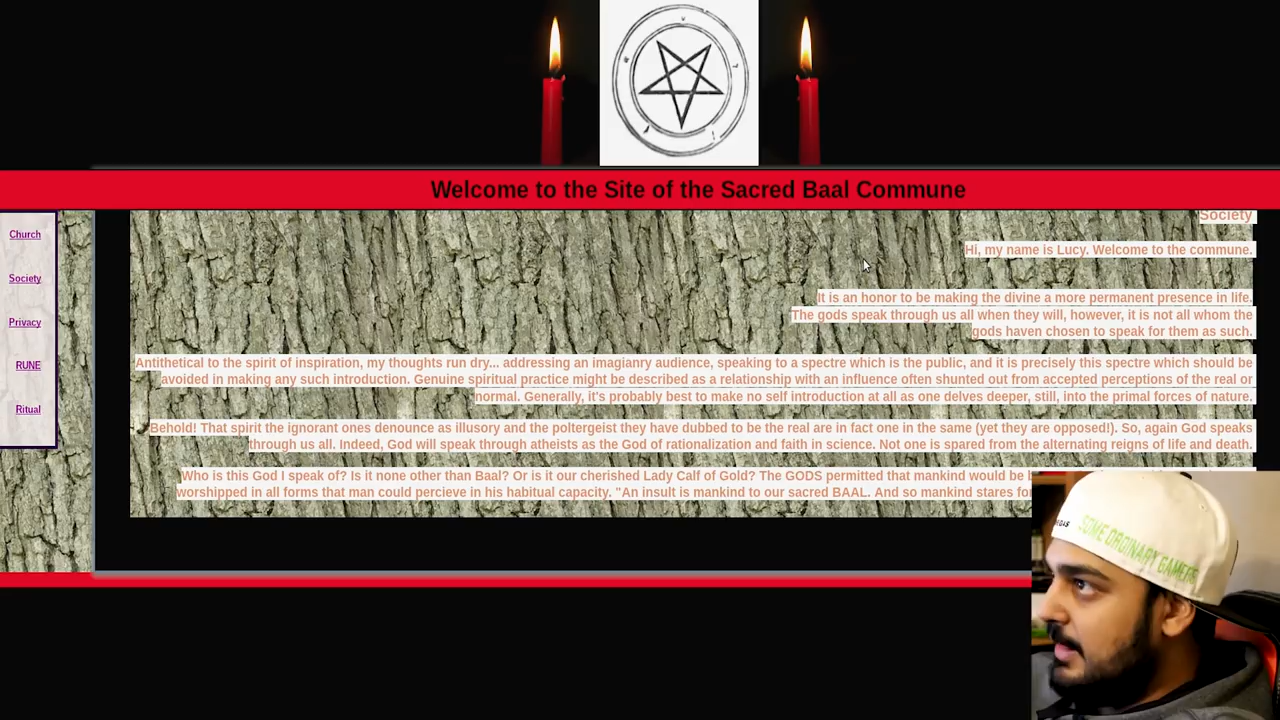 Welcome to the Site of the Sacred Baal Commune
Church
Society
Privacy
RUNE
Ritual
Society
Hi, my name is Lucy. Welcome to the commune.
It is an honor to be making the divine a more permanent presence in life.
The gods speak through us all when they will, however, it is not all whom the
gods haven chosen to speak for them as such.
Antithetical to the spirit of inspiration, my thoughts run dry... addressing an imagianry audience, speaking to a spectre which is the public, and it is precisely this spectre which should be
avoided in making any such introduction. Genuine spiritual practice might be described as a relationship with an influence often shunted out from accepted perceptions of the real or
normal. Generally, it's probably best to make no self introduction at all as one delves deeper, still, into the primal forces of nature.
Behold! That spirit the ignorant ones denounce as illusory and the poltergeist they have dubbed to be the real are in fact one in the same (yet they are opposed!). So, again God speaks
through us all. Indeed, God will speak through atheists as the God of rationalization and faith in science. Not one is spared from the alternating reigns of life and death.
Who is this God I speak of? Is it none other than Baal? Or is it our cherished Lady Calf of Gold? The GODS permitted that mankind would be
worshipped in all forms that man could percieve in his habitual capacity. "An insult is mankind to our sacred BAAL. And so mankind stares
SOME ORDINARY GAMERS